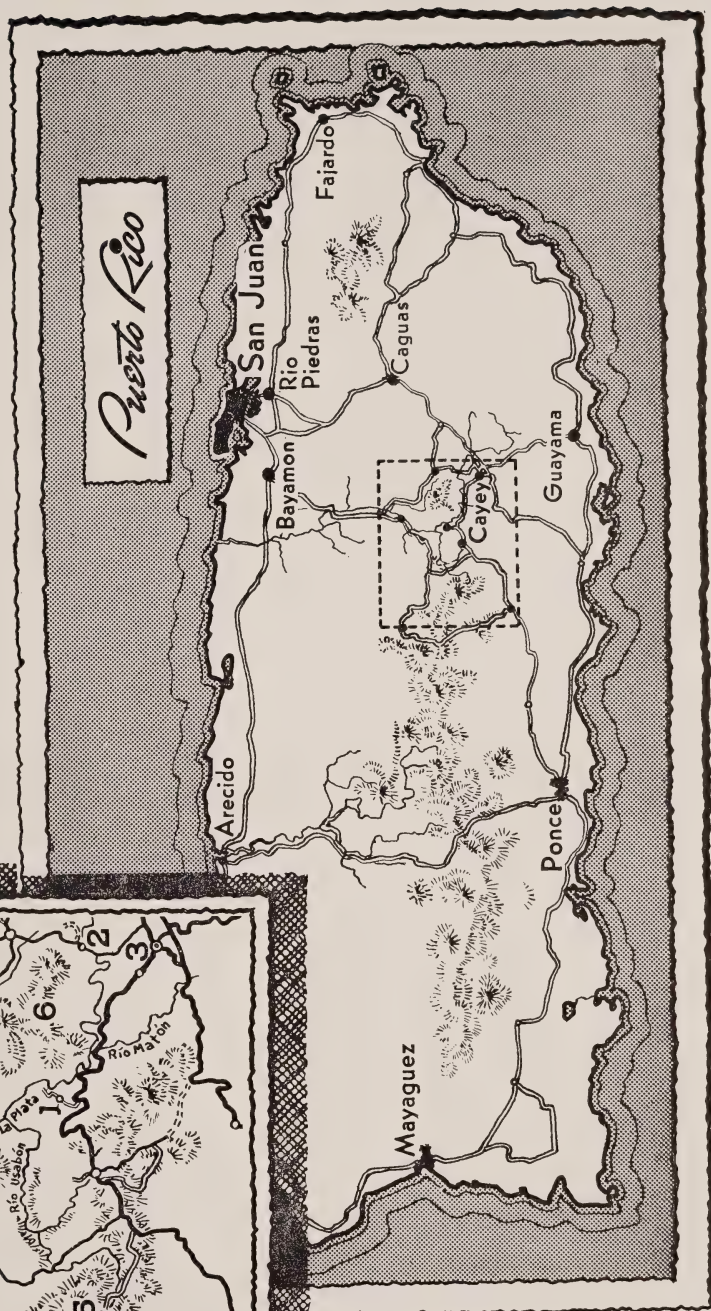 Puerto Rico
San Juan
Río
Piedras
Fajardo
Bayamon
Caguas
Cayey
Guayama
Arecido
Ponce
Mayaguez
La Plata
Río Usabón
Río Matón
1
2
3
5
6